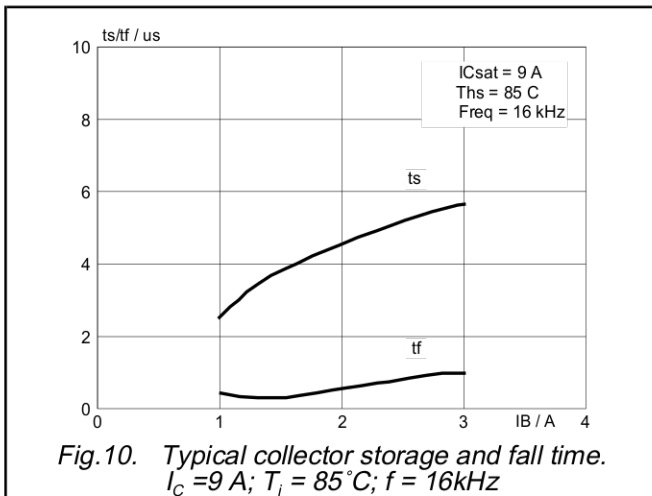 ts/tf / us
10
ICsat = 9 A
Ths = 85 C
Freq = 16 kHz
8
ts
6
4
2
tf
0
0
1
2
3
IB / A
4
Fig.10. Typical collector storage and fall time.
IC =9 A; Tj = 85˚C; f = 16kHz